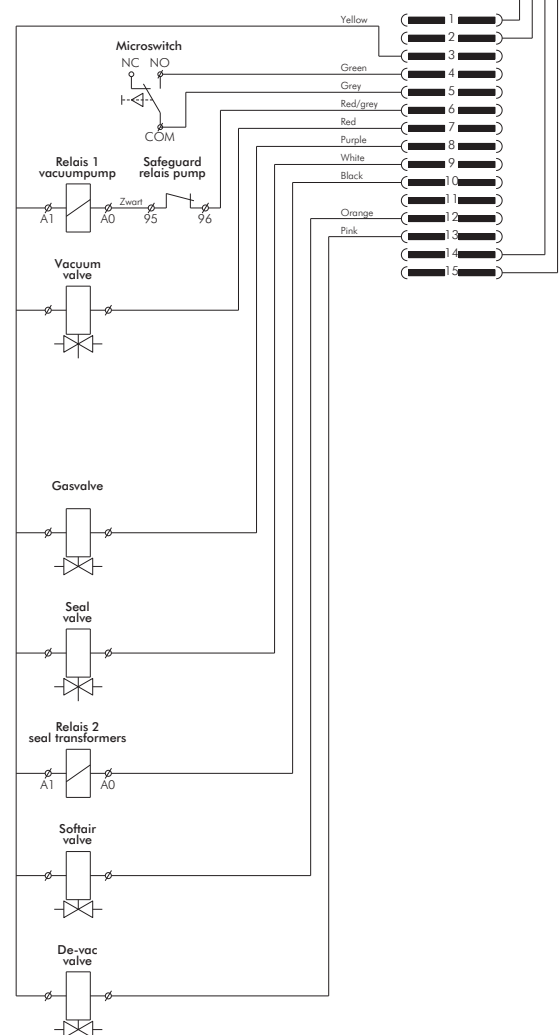 Yellow
1
2
3
Microswitch
NC NO
Green
4
Grey
5
Red/grey
6
COM
Red
7
Purple
8
White
9
Relais 1
vacuumpump
Safeguard
relais pump
Black
10
11
A1
A0
Zwart
95
96
Orange
12
Pink
13
14
15
Vacuum
valve
Gasvalve
Seal
valve
Relais 2
seal transformers
A1
A0
Softair
valve
De-vac
valve